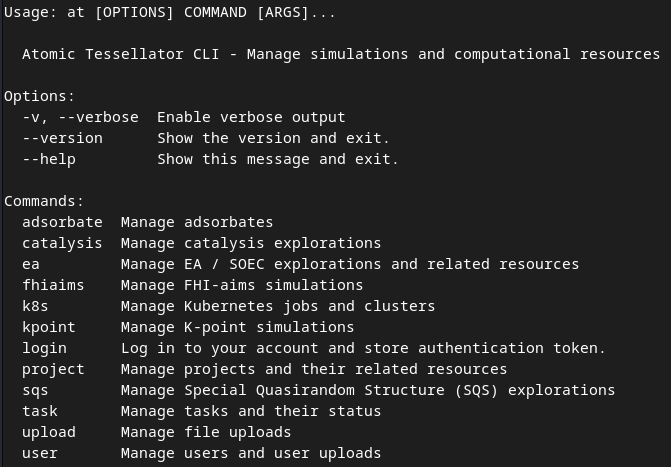 Usage: at [OPTIONS] COMMAND [ARGS]...

  Atomic Tessellator CLI - Manage simulations and computational resources

Options:
  -v, --verbose  Enable verbose output
  --version      Show the version and exit.
  --help         Show this message and exit.

Commands:
  adsorbate  Manage adsorbates
  catalysis  Manage catalysis explorations
  ea         Manage EA / SOEC explorations and related resources
  fhiaims    Manage FHI-aims simulations
  k8s        Manage Kubernetes jobs and clusters
  kpoint     Manage K-point simulations
  login      Log in to your account and store authentication token.
  project    Manage projects and their related resources
  sqs        Manage Special Quasirandom Structure (SQS) explorations
  task       Manage tasks and their status
  upload     Manage file uploads
  user       Manage users and user uploads